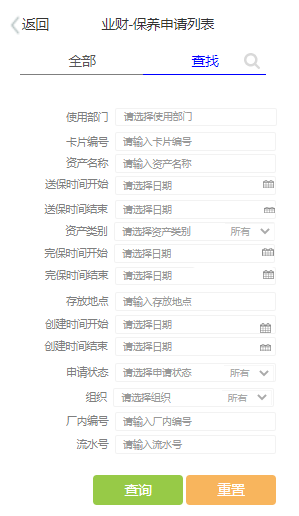 返回 业财-保养申请列表
全部 查找
使用部门 请选择使用部门
卡片编号 请输入卡片编号
资产名称 请输入资产名称
送保时间开始 请选择日期
送保时间结束 请选择日期
资产类别 请选择资产类别 所有
完保时间开始 请选择日期
完保时间结束 请选择日期
存放地点 请输入存放地点
创建时间开始 请选择日期
创建时间结束 请选择日期
申请状态 请选择申请状态 所有
组织 请选择组织 所有
厂内编号 请输入厂内编号
流水号 请输入流水号
查询 重置